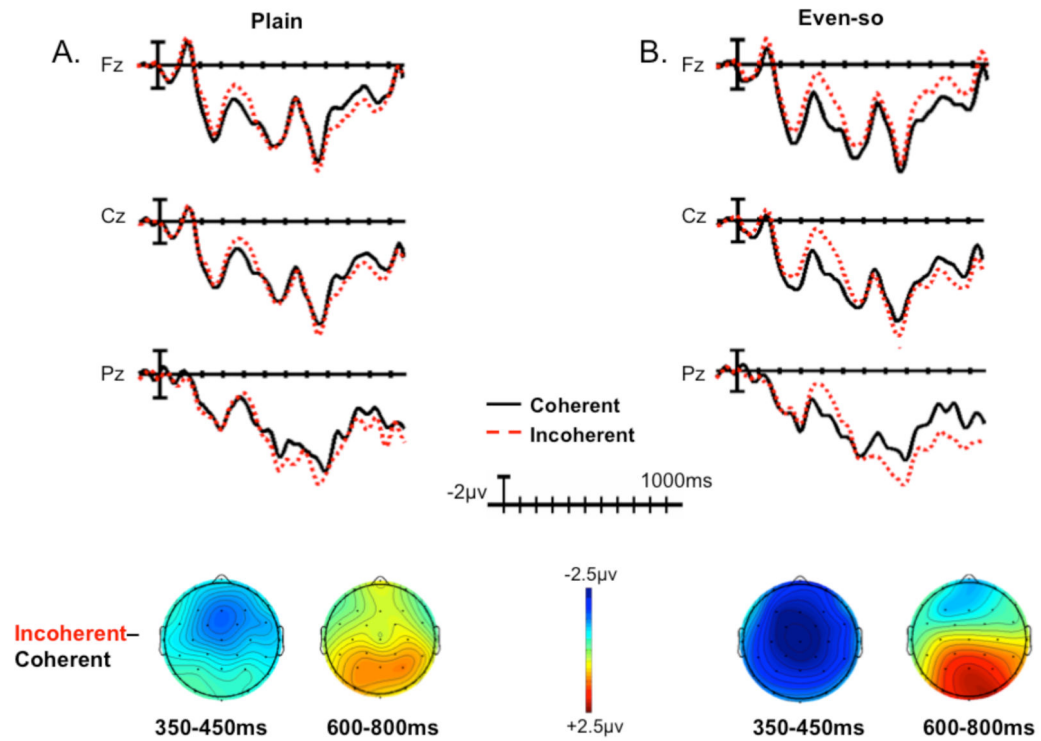 Plain
Even-so
A.
Fz
B.
Fz
Cz
Cz
Pz
Pz
Coherent
Incoherent
-2μv
1000ms
-2.5μv
Incoherent–
Coherent
+2.5μv
350-450ms
600-800ms
350-450ms
600-800ms